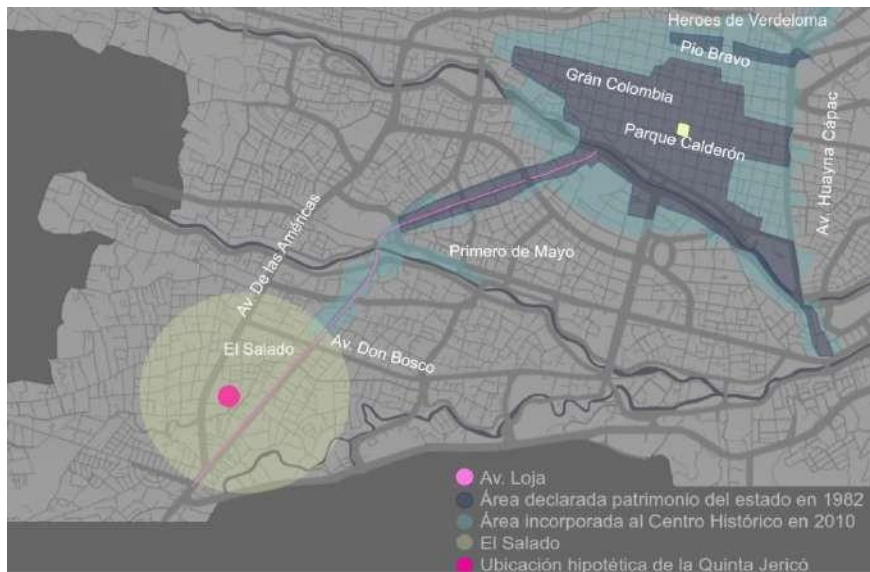 Heroes de Verdeloma
Pio Bravo
Grán Colombia
Parque Calderón
Av. Huayna Cápac
Av. De las Américas
Primero de Mayo
El Salado
Av. Don Bosco
Av. Loja
Área declarada patrimonio del estado en 1982
Área incorporada al Centro Histórico en 2010
El Salado
Ubicación hipotética de la Quinta Jericó